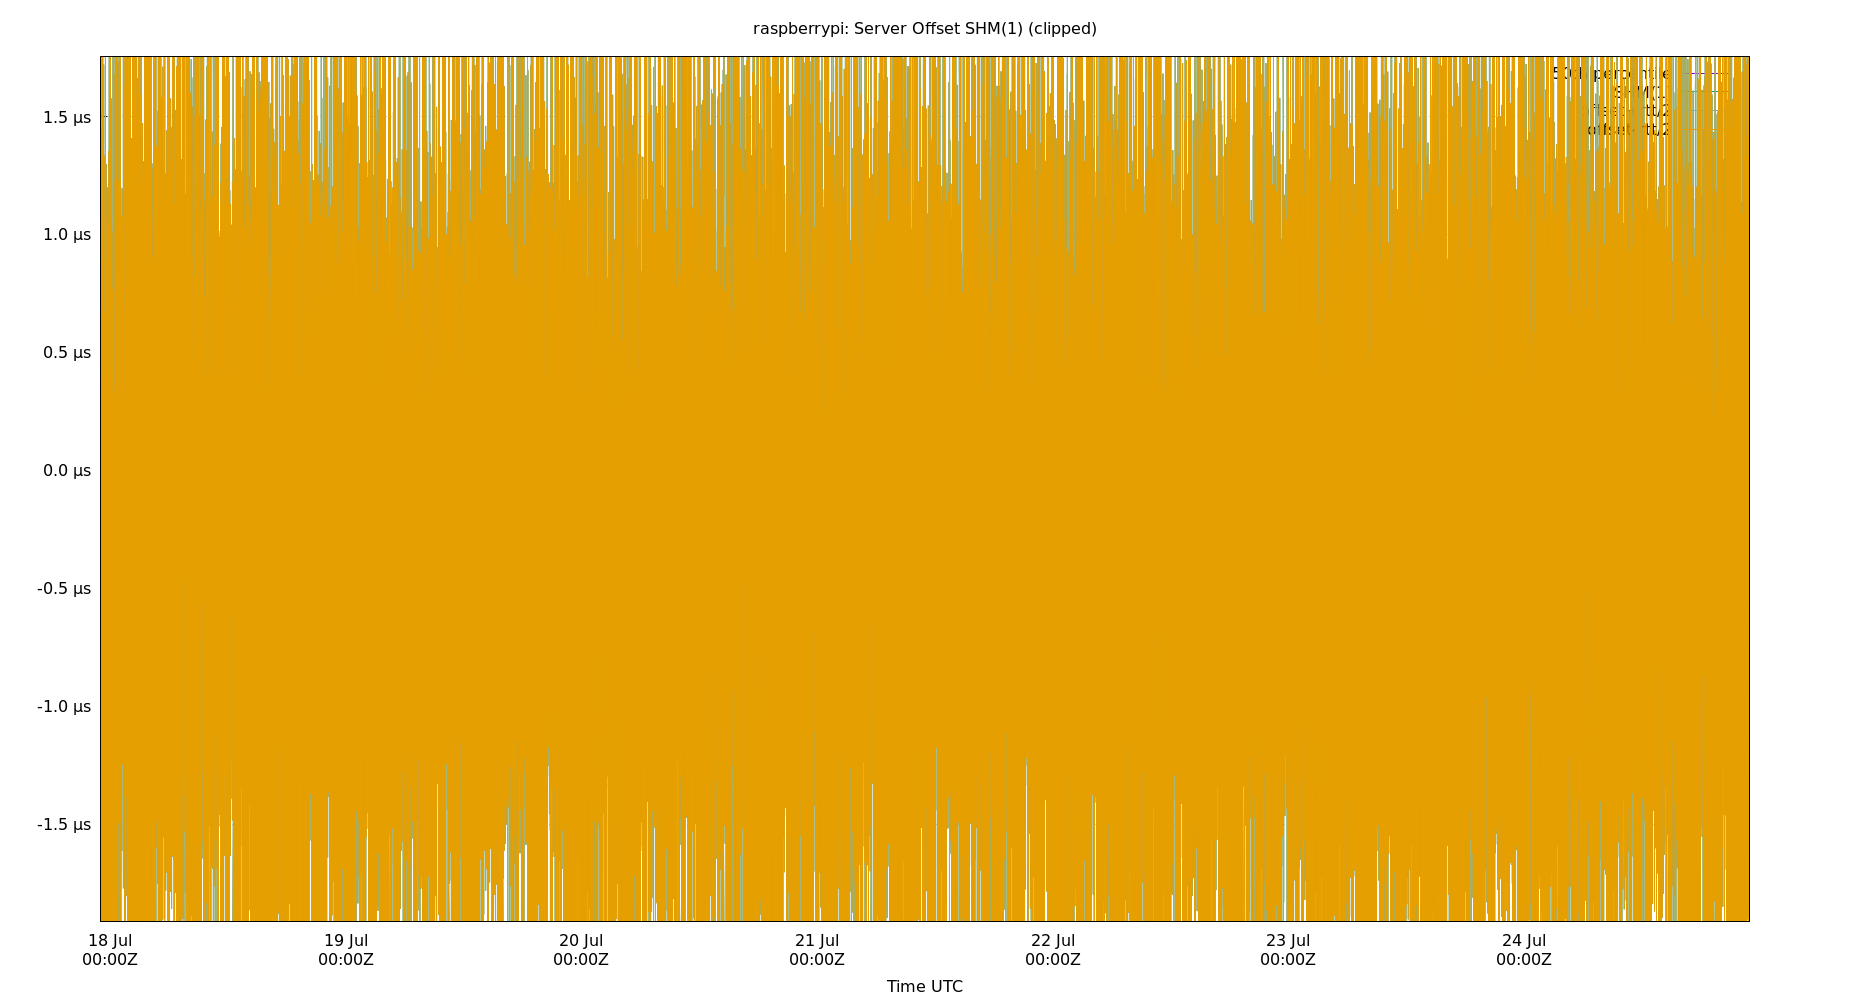 raspberrypi: Server Offset SHM(1) (clipped)
1.5 µs
1.0 µs
0.5 µs
0.0 µs
-0.5 µs
-1.0 µs
-1.5 µs
18 Jul
00:00Z
19 Jul
00:00Z
20 Jul
00:00Z
21 Jul
00:00Z
22 Jul
00:00Z
23 Jul
00:00Z
24 Jul
00:00Z
Time UTC